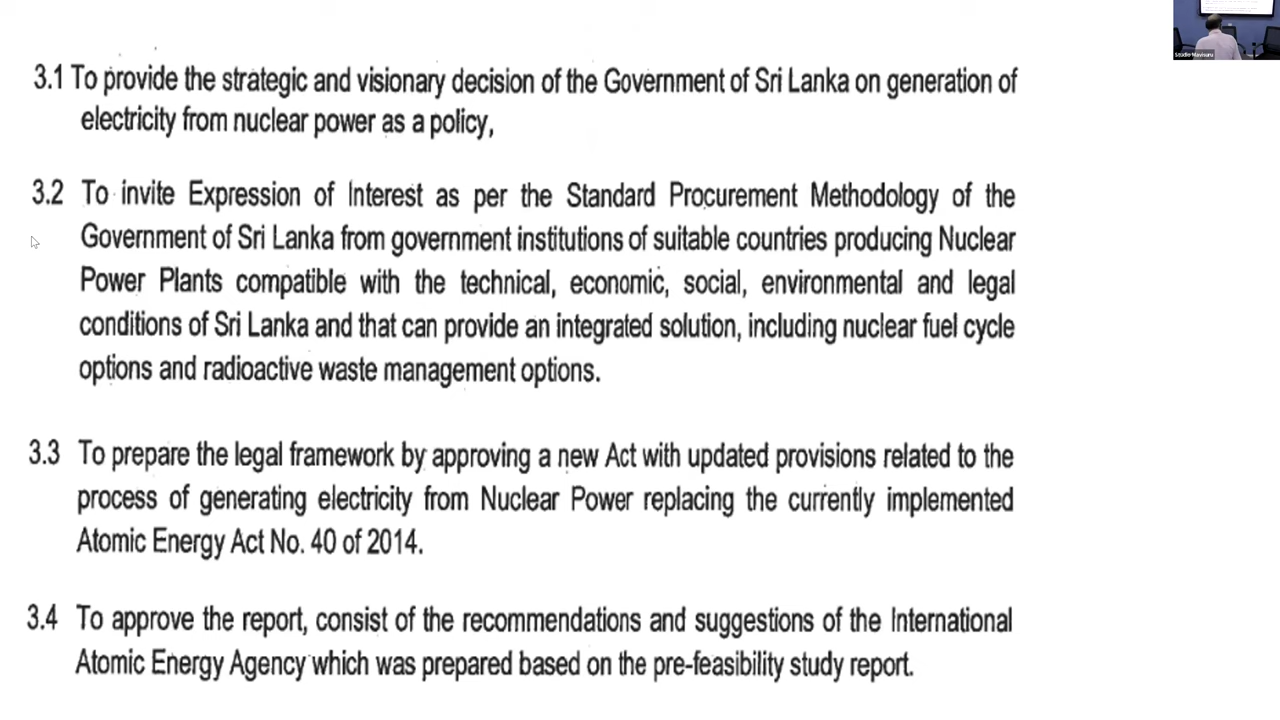 3.1 To provide the strategic and visionary decision of the Government of Sri Lanka on generation of
electricity from nuclear power as a policy,
3.2 To invite Expression of Interest as per the Standard Procurement Methodology of the
Government of Sri Lanka from government institutions of suitable countries producing Nuclear
Power Plants compatible with the technical, economic, social, environmental and legal
conditions of Sri Lanka and that can provide an integrated solution, including nuclear fuel cycle
options and radioactive waste management options.
3.3 To prepare the legal framework by approving a new Act with updated provisions related to the
process of generating electricity from Nuclear Power replacing the currently implemented
Atomic Energy Act No. 40 of 2014.
3.4 To approve the report, consist of the recommendations and suggestions of the International
Atomic Energy Agency which was prepared based on the pre-feasibility study report.